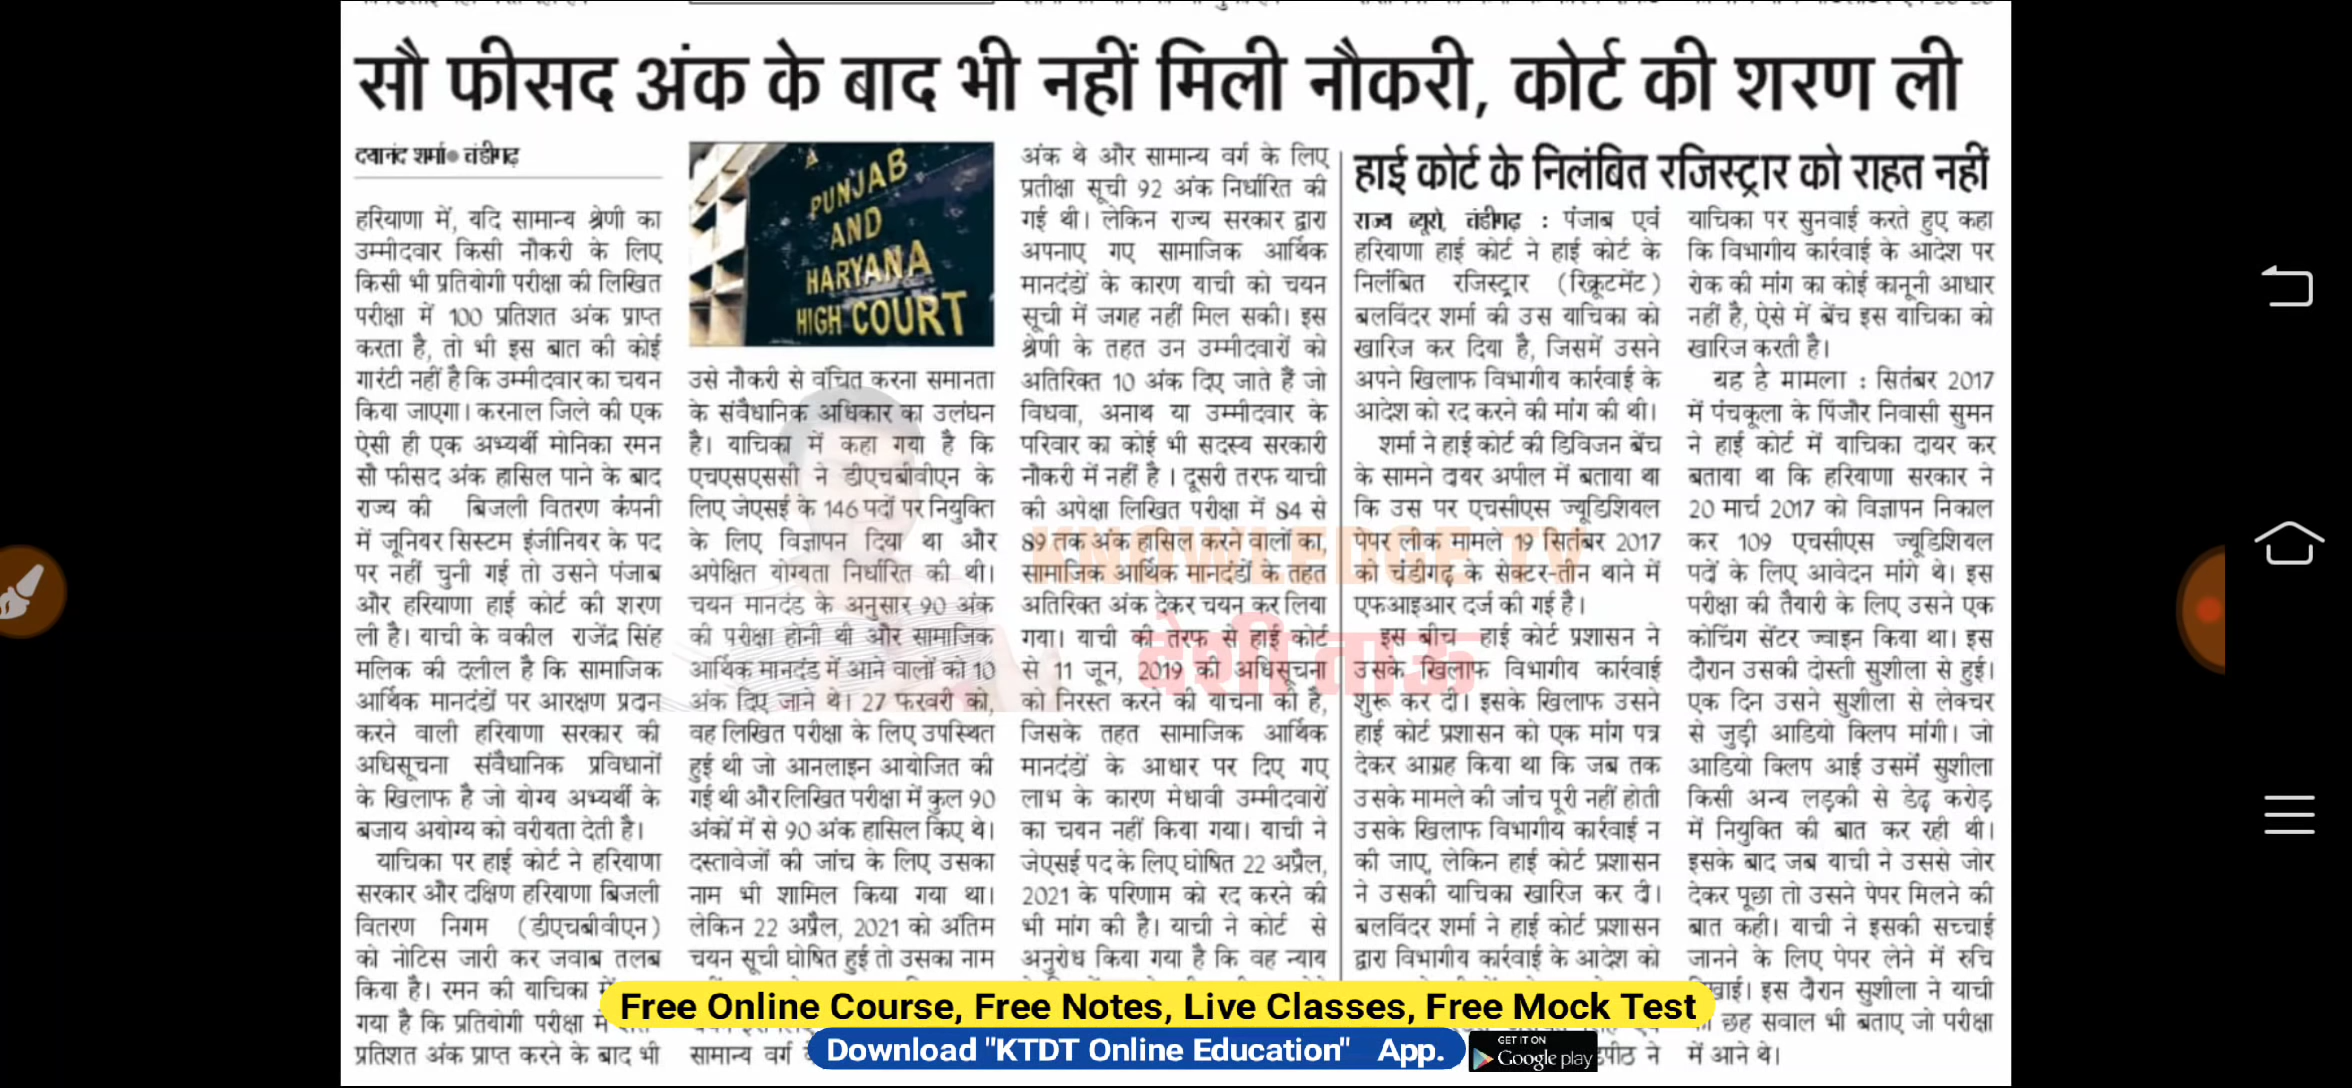 सौ फीसद अंक के बाद भी नहीं मिली नौकरी, कोर्ट की शरण ली
दयानंद शर्मा● चंडीगढ़
हरियाणा में, यदि सामान्य श्रेणी का
उम्मीदवार किसी नौकरी के लिए
किसी भी प्रतियोगी परीक्षा की लिखित
परीक्षा में 100 प्रतिशत अंक प्राप्त
करता है, तो भी इस बात की कोई
गारंटी नहीं है कि उम्मीदवार का चयन
किया जाएगा। करनाल जिले की एक
ऐसी ही एक अभ्यर्थी मोनिका रमन
सौ फीसद अंक हासिल पाने के बाद
राज्य की बिजली वितरण कंपनी
में जूनियर सिस्टम इंजीनियर के पद
पर नहीं चुनी गई तो उसने पंजाब
और हरियाणा हाई कोर्ट की शरण
ली है। याची के वकील राजेंद्र सिंह
मलिक की दलील है कि सामाजिक
आर्थिक मानदंडों पर आरक्षण प्रदान
करने वाली हरियाणा सरकार की
अधिसूचना संवैधानिक प्रविधानों
के खिलाफ है जो योग्य अभ्यर्थी के
बजाय अयोग्य को वरीयता देती है।
याचिका पर हाई कोर्ट ने हरियाणा
सरकार और दक्षिण हरियाणा बिजली
वितरण निगम (डीएचबीवीएन)
को नोटिस जारी कर जवाब तलब
किया है। रमन की याचिका में
गया है कि प्रतियोगी परीक्षा में
प्रतिशत अंक प्राप्त करने के बाद भी
PUNJAB
AND
HARYANA
HIGH COURT
उसे नौकरी से वंचित करना समानता
के संवैधानिक अधिकार का उलंघन
है। याचिका में कहा गया है कि
एचएसएससी ने डीएचबीवीएन के
लिए जेएसई के 146 पदों पर नियुक्ति
के लिए विज्ञापन दिया था और
अपेक्षित योग्यता निर्धारित की थी।
चयन मानदंड के अनुसार 90 अंक
की परीक्षा होनी थी और सामाजिक
आर्थिक मानदंड में आने वालों को 10
अंक दिए जाने थे। 27 फरवरी को,
वह लिखित परीक्षा के लिए उपस्थित
हुई थी जो आनलाइन आयोजित की
गई थी और लिखित परीक्षा में कुल 90
अंकों में से 90 अंक हासिल किए थे।
दस्तावेजों की जांच के लिए उसका
नाम भी शामिल किया गया था।
लेकिन 22 अप्रैल, 2021 को अंतिम
चयन सूची घोषित हुई तो उसका नाम
सामान्य वर्ग
अंक थे और सामान्य वर्ग के लिए
प्रतीक्षा सूची 92 अंक निर्धारित की
गई थी। लेकिन राज्य सरकार द्वारा
अपनाए गए सामाजिक आर्थिक
मानदंडों के कारण याची को चयन
सूची में जगह नहीं मिल सकी। इस
श्रेणी के तहत उन उम्मीदवारों को
अतिरिक्त 10 अंक दिए जाते हैं जो
विधवा, अनाथ या उम्मीदवार के
परिवार का कोई भी सदस्य सरकारी
नौकरी में नहीं है । दूसरी तरफ याची
की अपेक्षा लिखित परीक्षा में 84 से
89 तक अंक हासिल करने वालों का,
सामाजिक आर्थिक मानदंडों के तहत
अतिरिक्त अंक देकर चयन कर लिया
गया। याची की तरफ से हाई कोर्ट
से 11 जून, 2019 की अधिसूचना
को निरस्त करने की याचना की है,
जिसके तहत सामाजिक आर्थिक
मानदंडों के आधार पर दिए गए
लाभ के कारण मेधावी उम्मीदवारों
का चयन नहीं किया गया। याची ने
जेएसई पद के लिए घोषित 22 अप्रैल,
2021 के परिणाम को रद करने की
भी मांग की है। याची ने कोर्ट से
अनुरोध किया गया है कि वह न्याय
हाई कोर्ट के निलंबित रजिस्ट्रार को राहत नहीं
राज्य ब्यूरो, चंडीगढ़ : पंजाब एवं
हरियाणा हाई कोर्ट ने हाई कोर्ट के
निलंबित रजिस्ट्रार (रिक्रूटमेंट)
बलविंदर शर्मा की उस याचिका को
खारिज कर दिया है, जिसमें उसने
अपने खिलाफ विभागीय कार्रवाई के
आदेश को रद करने की मांग की थी।
शर्मा ने हाई कोर्ट की डिविजन बेंच
के सामने दायर अपील में बताया था
कि उस पर एचसीएस ज्यूडिशियल
पेपर लीक मामले 19 सितंबर 2017
को चंडीगढ़ के सेक्टर-तीन थाने में
एफआइआर दर्ज की गई है।
इस बीच हाई कोर्ट प्रशासन ने
उसके खिलाफ विभागीय कार्रवाई
शुरू कर दी। इसके खिलाफ उसने
हाई कोर्ट प्रशासन को एक मांग पत्र
देकर आग्रह किया था कि जब तक
उसके मामले की जांच पूरी नहीं होती
उसके खिलाफ विभागीय कार्रवाई न
की जाए, लेकिन हाई कोर्ट प्रशासन
ने उसकी याचिका खारिज कर दी।
बलविंदर शर्मा ने हाई कोर्ट प्रशासन
द्वारा विभागीय कार्रवाई के आदेश को
ने
याचिका पर सुनवाई करते हुए कहा
कि विभागीय कार्रवाई के आदेश पर
रोक की मांग का कोई कानूनी आधार
नहीं है, ऐसे में बेंच इस याचिका को
खारिज करती है।
यह है मामला : सितंबर 2017
में पंचकूला के पिंजौर निवासी सुमन
ने हाई कोर्ट में याचिका दायर कर
बताया था कि हरियाणा सरकार ने
20 मार्च 2017 को विज्ञापन निकाल
कर 109 एचसीएस ज्यूडिशियल
पदों के लिए आवेदन मांगे थे। इस
परीक्षा की तैयारी के लिए उसने एक
कोचिंग सेंटर ज्वाइन किया था। इस
दौरान उसकी दोस्ती सुशीला से हुई।
एक दिन उसने सुशीला से लेक्चर
से जुड़ी आडियो क्लिप मांगी। जो
आडियो क्लिप आई उसमें सुशीला
किसी अन्य लड़की से डेढ़ करोड़
में नियुक्ति की बात कर रही थी।
इसके बाद जब याची ने उससे जोर
देकर पूछा तो उसने पेपर मिलने की
बात कही। याची ने इसकी सच्चाई
जानने के लिए पेपर लेने में रुचि
इस दौरान सुशीला ने याची
छह सवाल भी बताए जो परीक्षा
में आने थे।
KNOWLEDGE TV
देशी ताऊ
Free Online Course, Free Notes, Live Classes, Free Mock Test
Download "KTDT Online Education" App.
GET IT ON
Google play